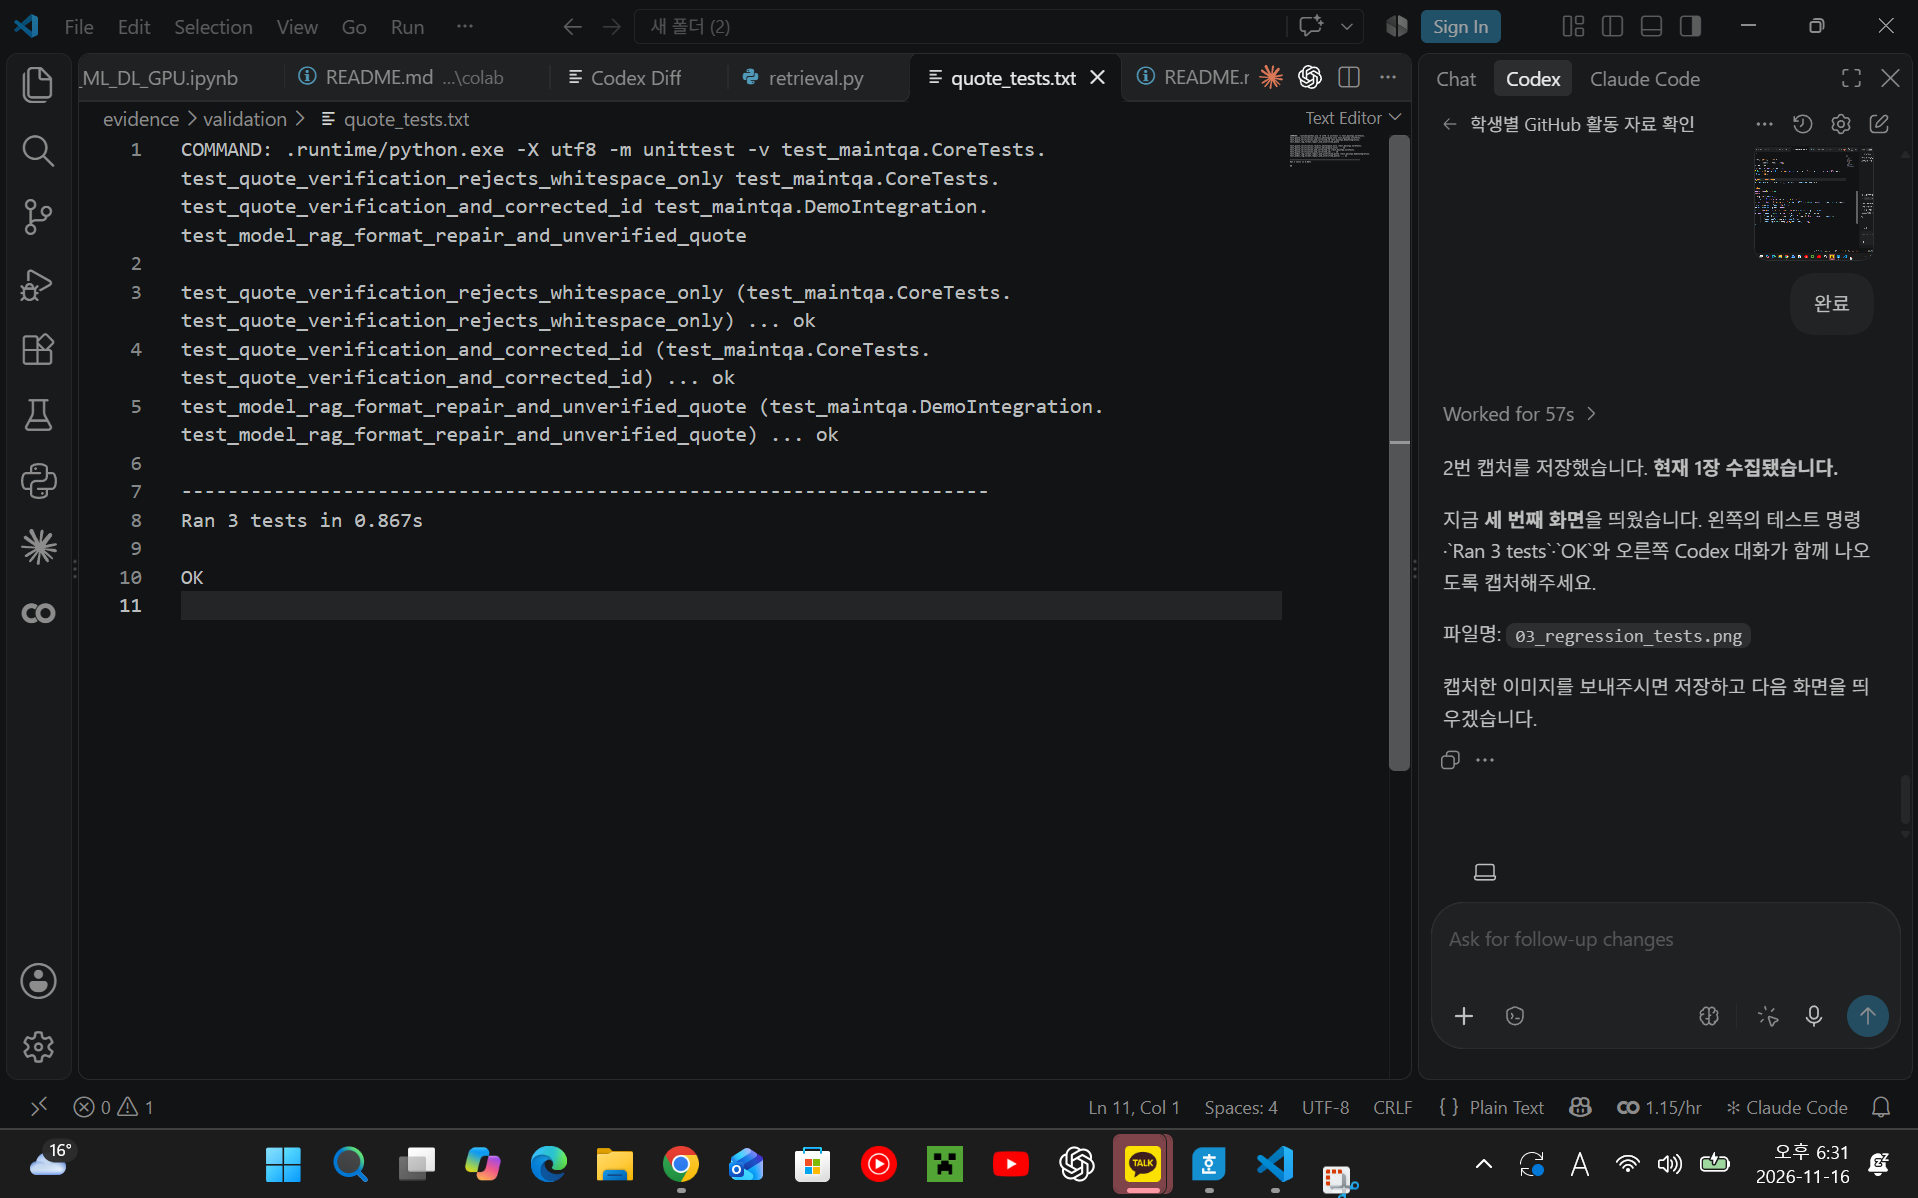 File Edit Selection View Go Run ···
새 폴더 (2)
Sign In
_ML_DL_GPU.ipynb
README.md ...\colab
Codex Diff
retrieval.py
quote_tests.txt
README.r
evidence > validation > quote_tests.txt
Text Editor
1 COMMAND: .runtime/python.exe -X utf8 -m unittest -v test_maintqa.CoreTests.
test_quote_verification_rejects_whitespace_only test_maintqa.CoreTests.
test_quote_verification_and_corrected_id test_maintqa.DemoIntegration.
test_model_rag_format_repair_and_unverified_quote
2
3 test_quote_verification_rejects_whitespace_only (test_maintqa.CoreTests.
test_quote_verification_rejects_whitespace_only) ... ok
4 test_quote_verification_and_corrected_id (test_maintqa.CoreTests.
test_quote_verification_and_corrected_id) ... ok
5 test_model_rag_format_repair_and_unverified_quote (test_maintqa.DemoIntegration.
test_model_rag_format_repair_and_unverified_quote) ... ok
6
7 ----------------------------------------------------------------------
8 Ran 3 tests in 0.867s
9
10 OK
11
Chat Codex Claude Code
학생별 GitHub 활동 자료 확인
완료
Worked for 57s >
2번 캡처를 저장했습니다. 현재 1장 수집됐습니다.
지금 세 번째 화면을 띄웠습니다. 왼쪽의 테스트 명령
·`Ran 3 tests`·`OK`와 오른쪽 Codex 대화가 함께 나오
도록 캡처해주세요.
파일명: 03_regression_tests.png
캡처한 이미지를 보내주시면 저장하고 다음 화면을 띄
우겠습니다.
Ask for follow-up changes
0 1
Ln 11, Col 1 Spaces: 4 UTF-8 CRLF {} Plain Text 1.15/hr Claude Code
16°
TALK
A
오후 6:31
2026-11-16